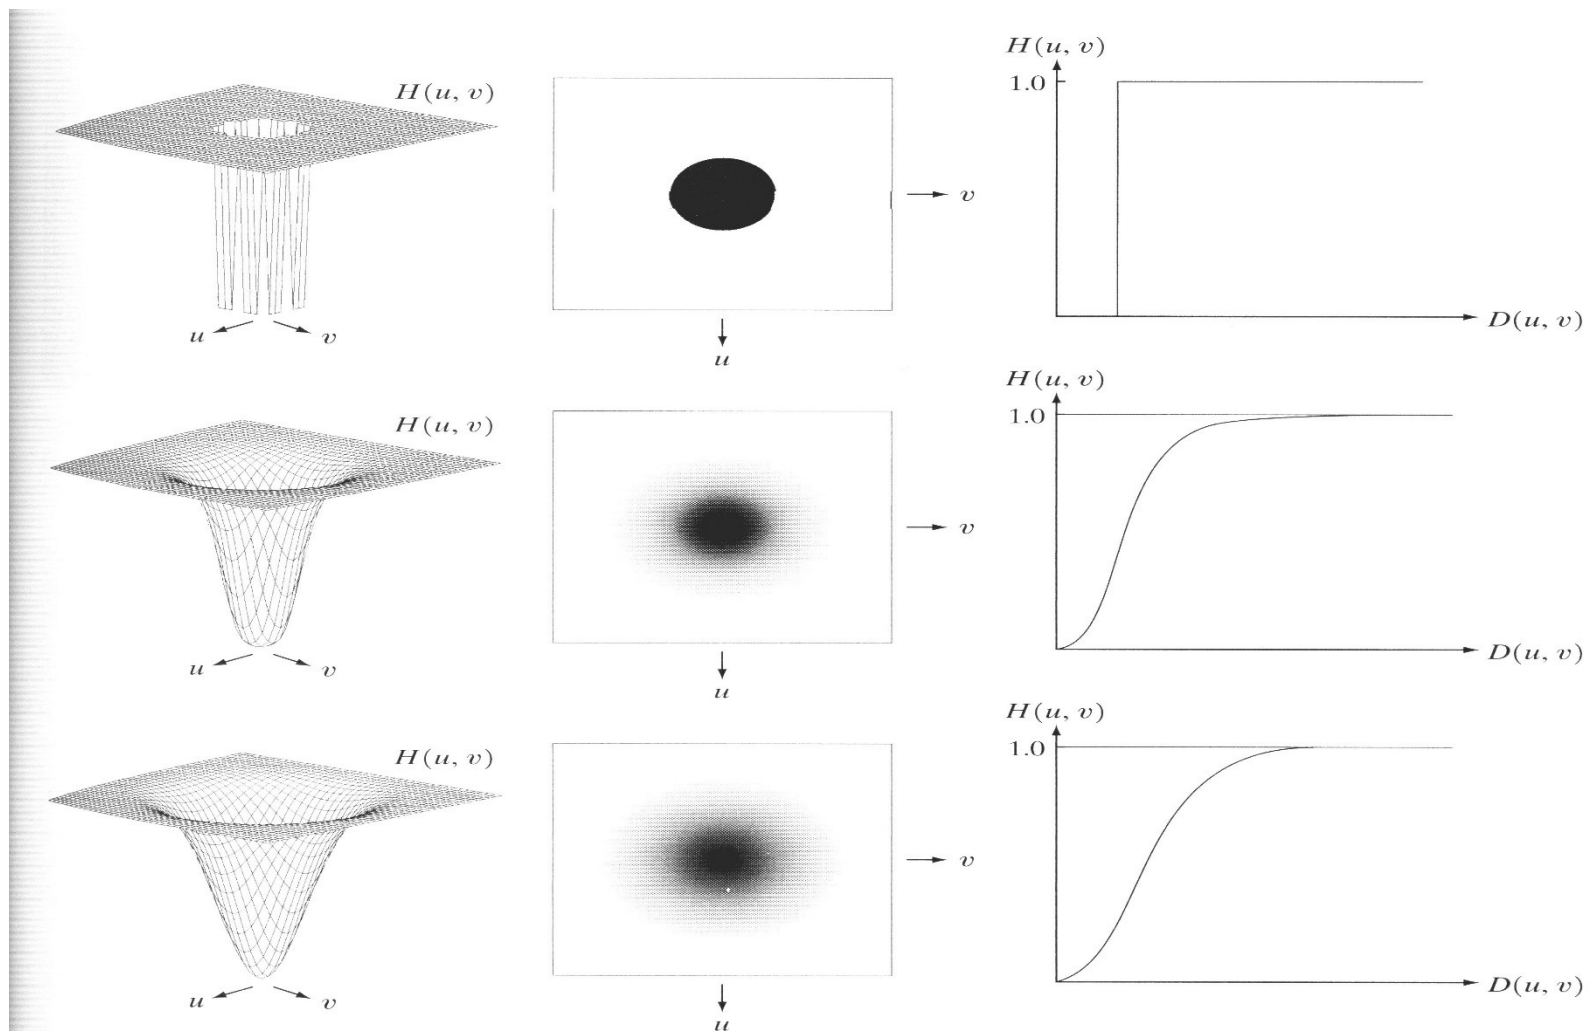 H(u, v)
v
u
u v
H(u, v)
1.0
D(u, v)
H(u, v)
v
u
u v
H(u, v)
1.0
D(u, v)
H(u, v)
v
u
u v
H(u, v)
1.0
D(u, v)